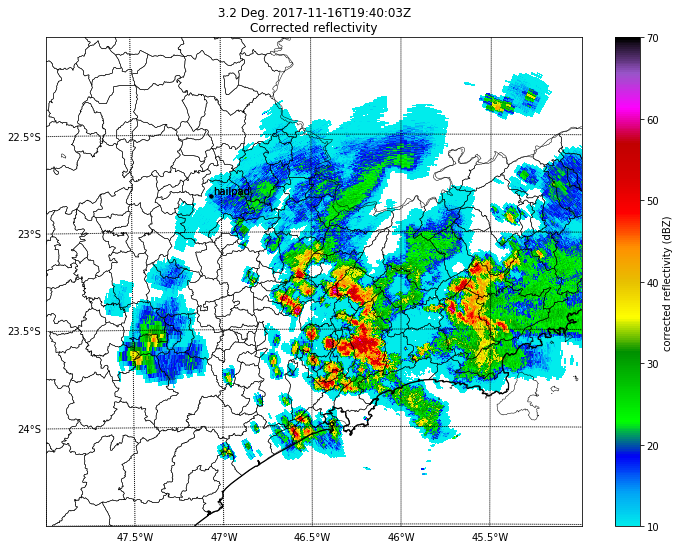 3.2 Deg. 2017-11-16T19:40:03Z
Corrected reflectivity
22.5°S
23°S
23.5°S
24°S
47.5°W
47°W
46.5°W
46°W
45.5°W
70
60
50
40
30
20
10
corrected reflectivity (dBZ)